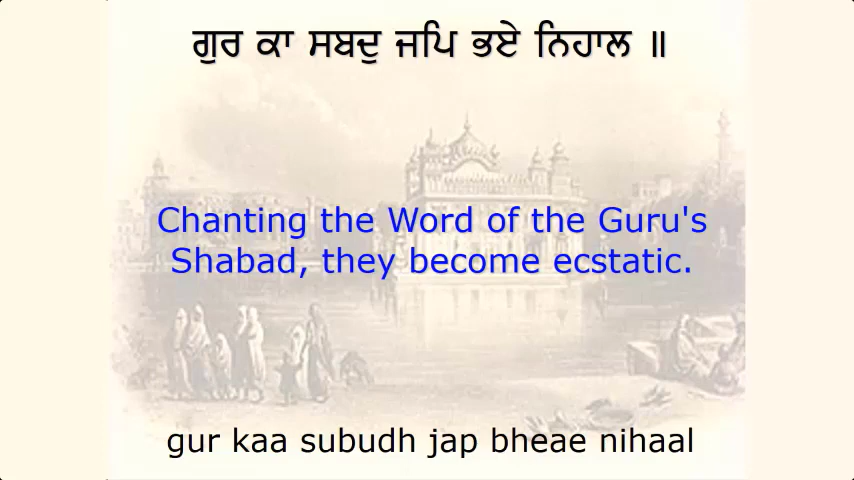 ਗੁਰ ਕਾ ਸਬਦੁ ਜਪਿ ਭਏ ਨਿਹਾਲ ॥
Chanting the Word of the Guru's
Shabad, they become ecstatic.
gur kaa subudh jap bheae nihaal